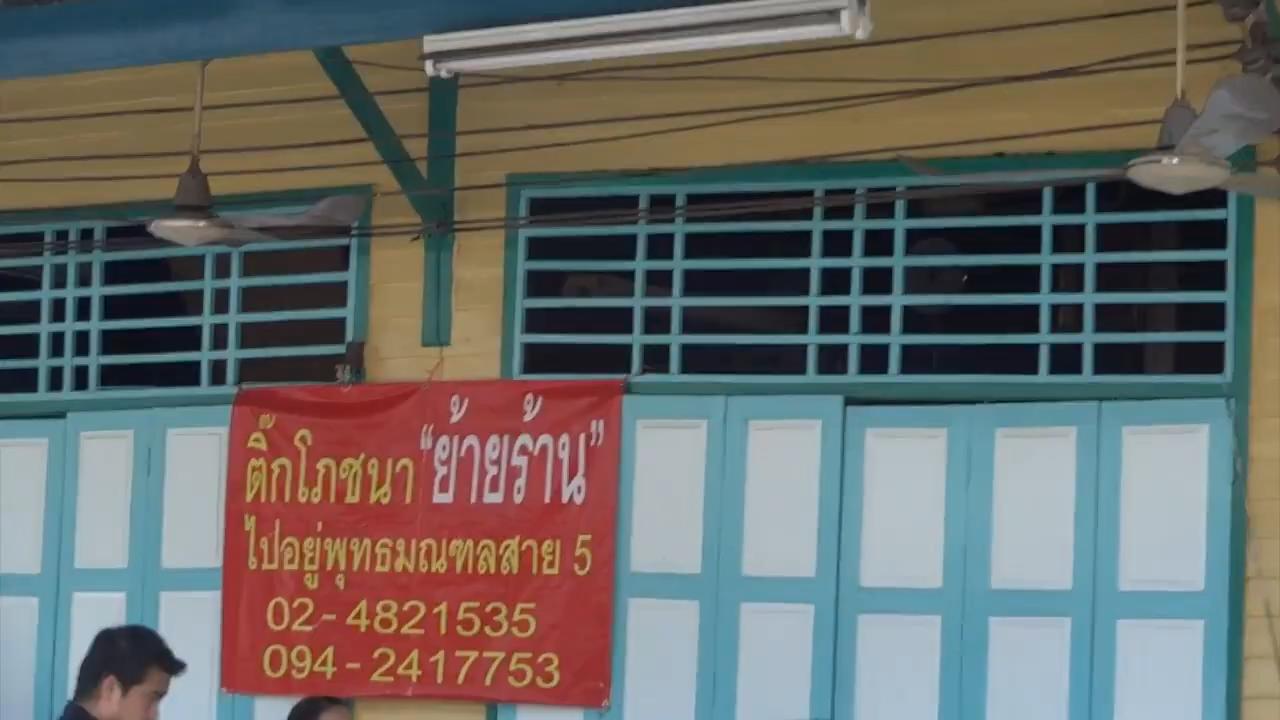 ติ๊กโภชนา “ย้ายร้าน”
ไปอยู่พุทธมณฑลสาย 5
02-4821535
094-2417753